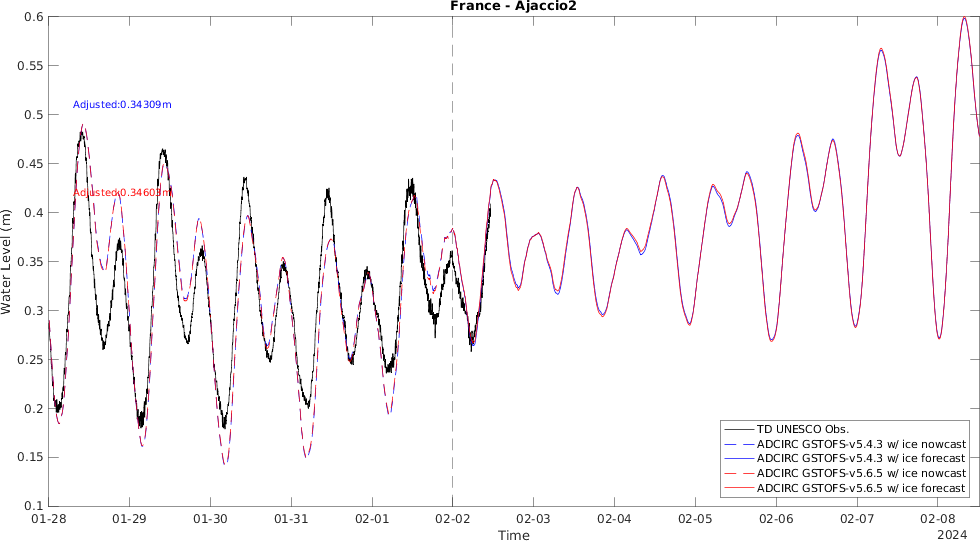 France - Ajaccio2
0.6
0.55
0.5
0.45
0.4
0.35
0.3
0.25
0.2
0.15
0.1
Water Level (m)
Adjusted:0.34309m
Adjusted:0.34603m
TD UNESCO Obs.
ADCIRC GSTOFS-v5.4.3 w/ ice nowcast
ADCIRC GSTOFS-v5.4.3 w/ ice forecast
ADCIRC GSTOFS-v5.6.5 w/ ice nowcast
ADCIRC GSTOFS-v5.6.5 w/ ice forecast
01-28 01-29 01-30 01-31 02-01 02-02 02-03 02-04 02-05 02-06 02-07 02-08
Time
2024